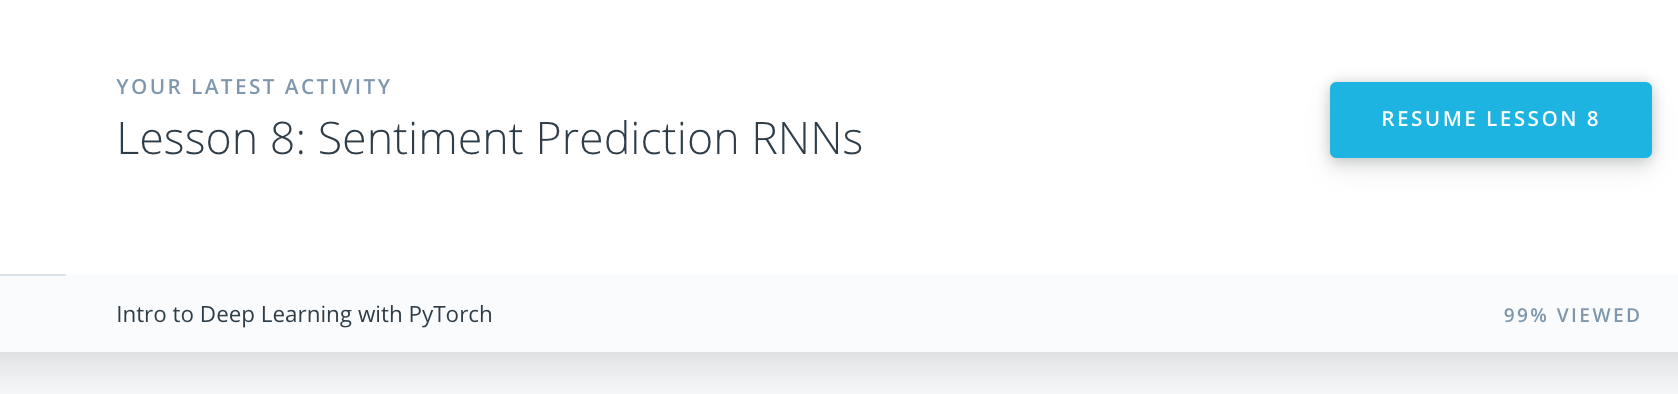 YOUR LATEST ACTIVITY
Lesson 8: Sentiment Prediction RNNs
RESUME LESSON 8
Intro to Deep Learning with PyTorch
99% VIEWED